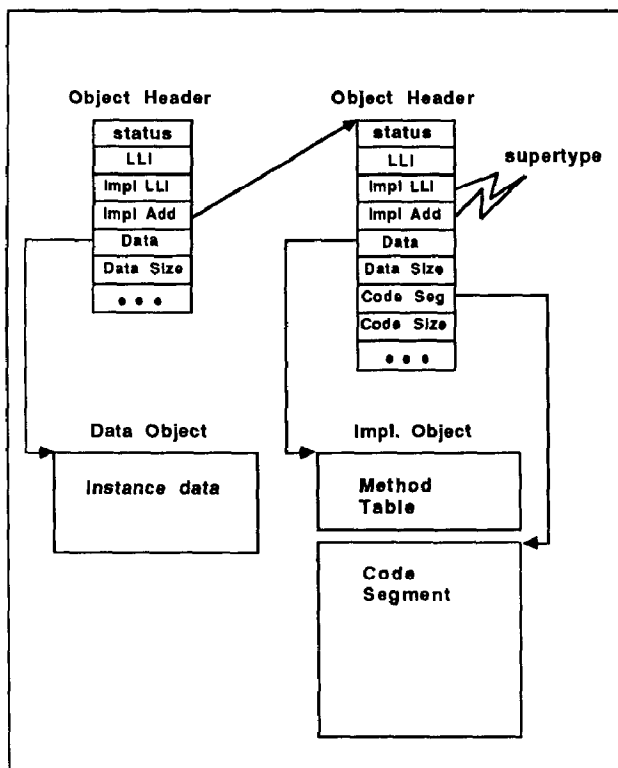 Object Header
status
LLI
Impl LLI
Impl Add
Data
Data Size
• • •
Object Header
status
LLI
Impl LLI
Impl Add
Data
Data Size
Code Seg
Code Size
• • •
supertype
Data Object
Instance data
Impl. Object
Method
Table
Code
Segment